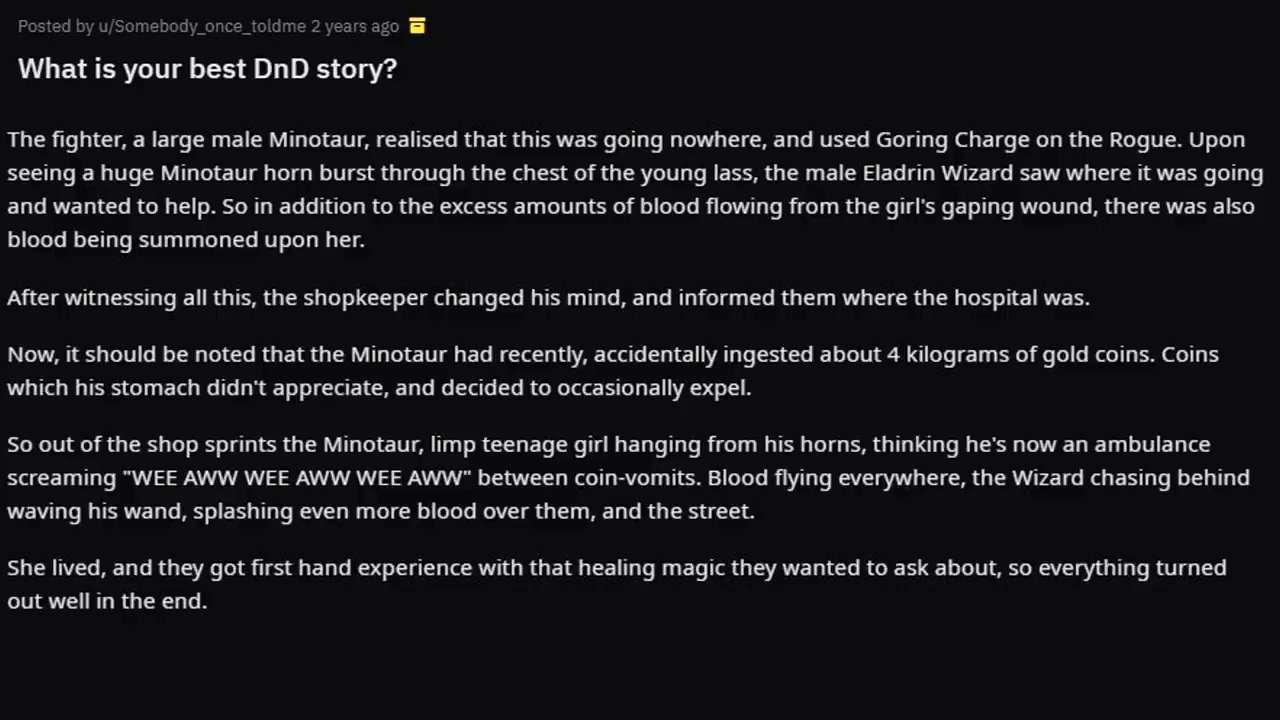 Posted by u/Somebody_once_toldme 2 years ago
What is your best DnD story?
The fighter, a large male Minotaur, realised that this was going nowhere, and used Goring Charge on the Rogue. Upon
seeing a huge Minotaur horn burst through the chest of the young lass, the male Eladrin Wizard saw where it was going
and wanted to help. So in addition to the excess amounts of blood flowing from the girl's gaping wound, there was also
blood being summoned upon her.
After witnessing all this, the shopkeeper changed his mind, and informed them where the hospital was.
Now, it should be noted that the Minotaur had recently, accidentally ingested about 4 kilograms of gold coins. Coins
which his stomach didn't appreciate, and decided to occasionally expel.
So out of the shop sprints the Minotaur, limp teenage girl hanging from his horns, thinking he's now an ambulance
screaming "WEE AWW WEE AWW WEE AWW" between coin-vomits. Blood flying everywhere, the Wizard chasing behind
waving his wand, splashing even more blood over them, and the street.
She lived, and they got first hand experience with that healing magic they wanted to ask about, so everything turned
out well in the end.